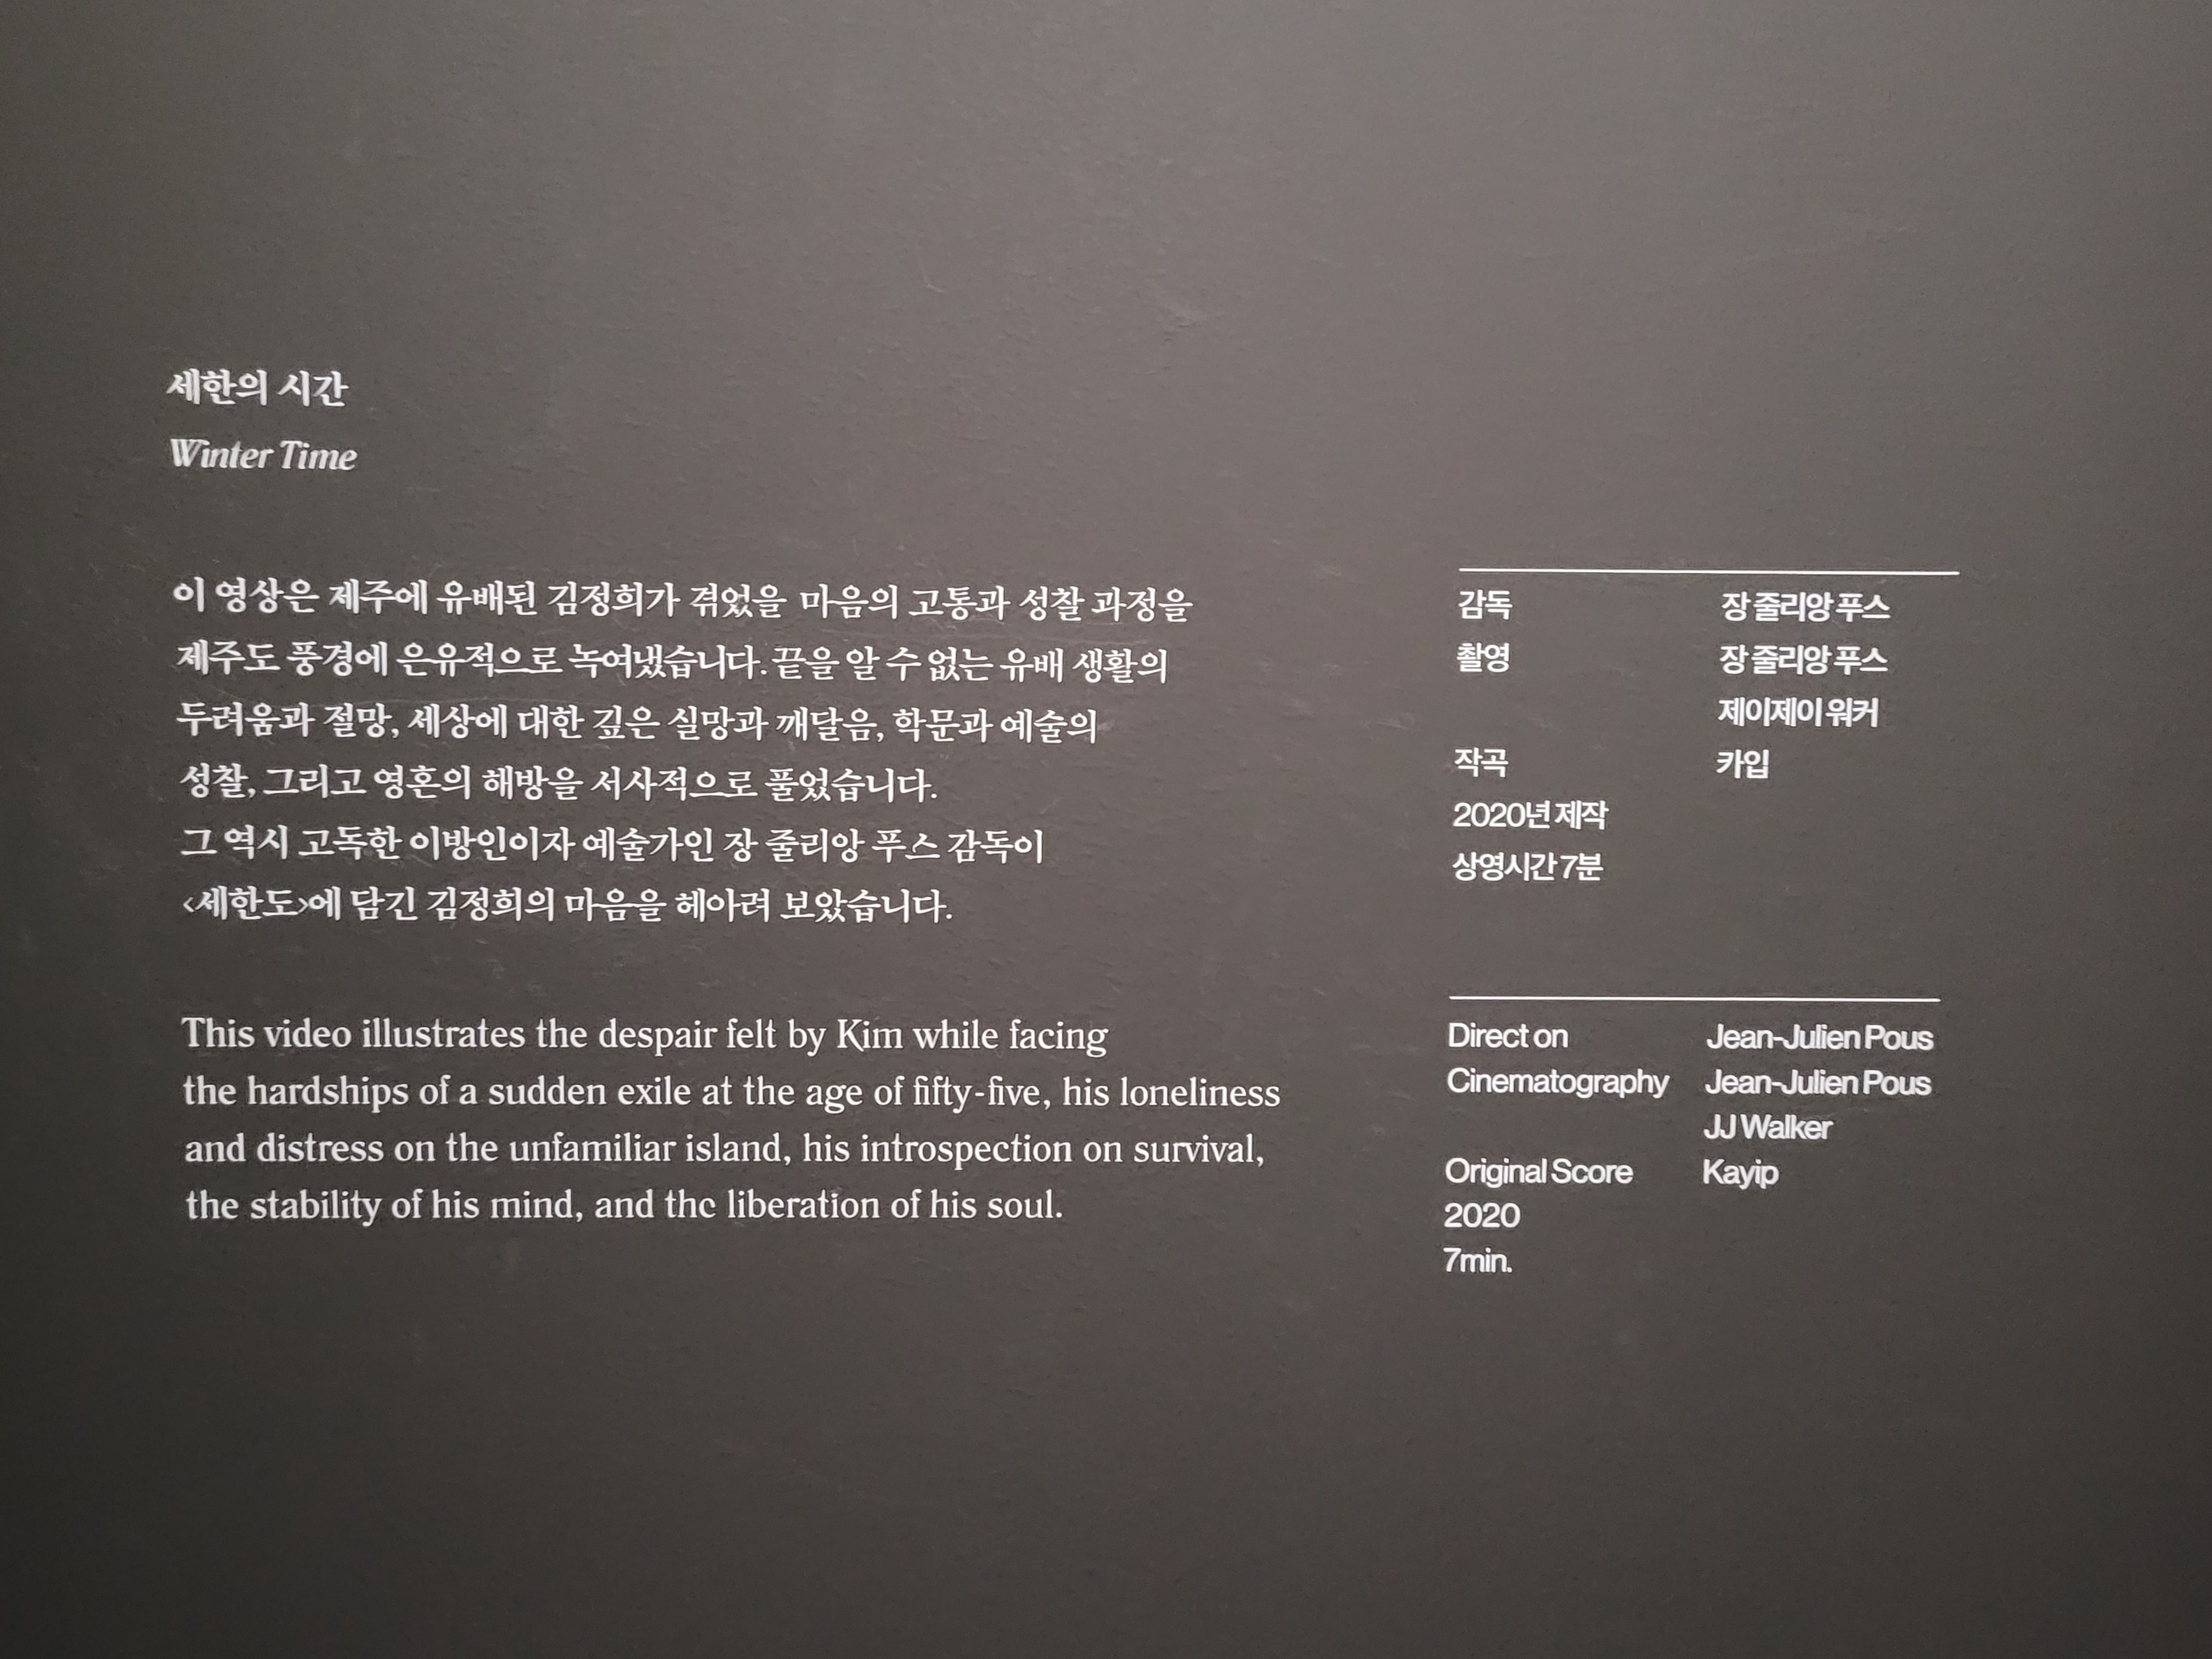 세한의 시간
Winter Time
이 영상은 제주에 유배된 김정희가 겪었을 마음의 고통과 성찰 과정을
제주도 풍경에 은유적으로 녹여냈습니다. 끝을 알 수 없는 유배 생활의
두려움과 절망, 세상에 대한 깊은 실망과 깨달음, 학문과 예술의
성찰, 그리고 영혼의 해방을 서사적으로 풀었습니다.
그 역시 고독한 이방인이자 예술가인 장 줄리앙 푸스 감독이
<세한도>에 담긴 김정희의 마음을 헤아려 보았습니다.
This video illustrates the despair felt by Kim while facing
the hardships of a sudden exile at the age of fifty-five, his loneliness
and distress on the unfamiliar island, his introspection on survival,
the stability of his mind, and the liberation of his soul.
감독 장 줄리앙 푸스
촬영 장 줄리앙 푸스
제이제이 워커
작곡 카입
2020년 제작
상영시간 7분
Direct on Jean-Julien Pous
Cinematography Jean-Julien Pous
JJ Walker
Original Score Kayip
2020
7min.